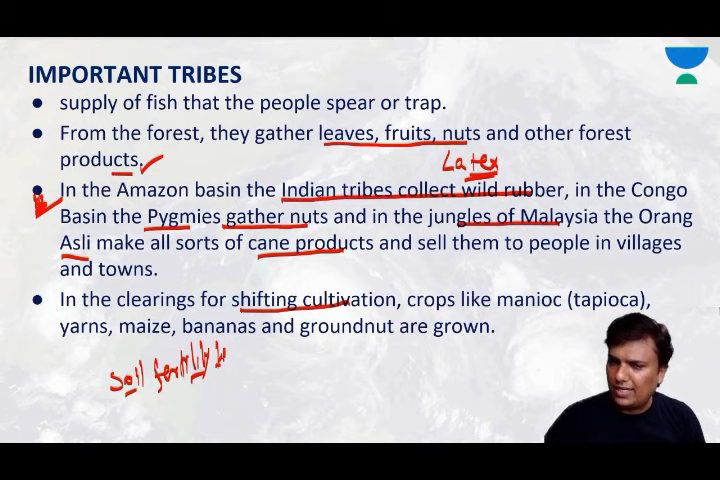 IMPORTANT TRIBES
● supply of fish that the people spear or trap.
● From the forest, they gather leaves, fruits, nuts and other forest
products.
Latex
● In the Amazon basin the Indian tribes collect wild rubber, in the Congo
Basin the Pygmies gather nuts and in the jungles of Malaysia the Orang
Asli make all sorts of cane products and sell them to people in villages
and towns.
● In the clearings for shifting cultivation, crops like manioc (tapioca),
yarns, maize, bananas and groundnut are grown.
Soil fertility